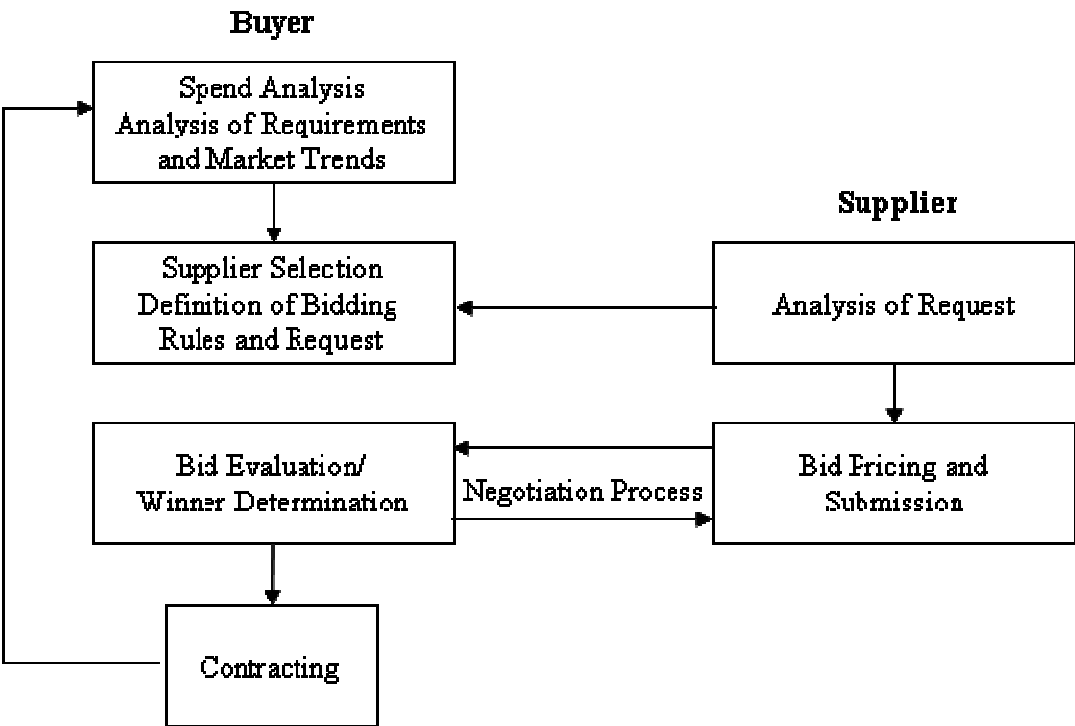 Buyer
Spend Analysis
Analysis of Requirements
and Market Trends
Supplier
Supplier Selection
Definition of Bidding
Rules and Request
Analysis of Request
Bid Evaluation/
Winner Determination
Negotiation Process
Bid Pricing and
Submission
Contracting